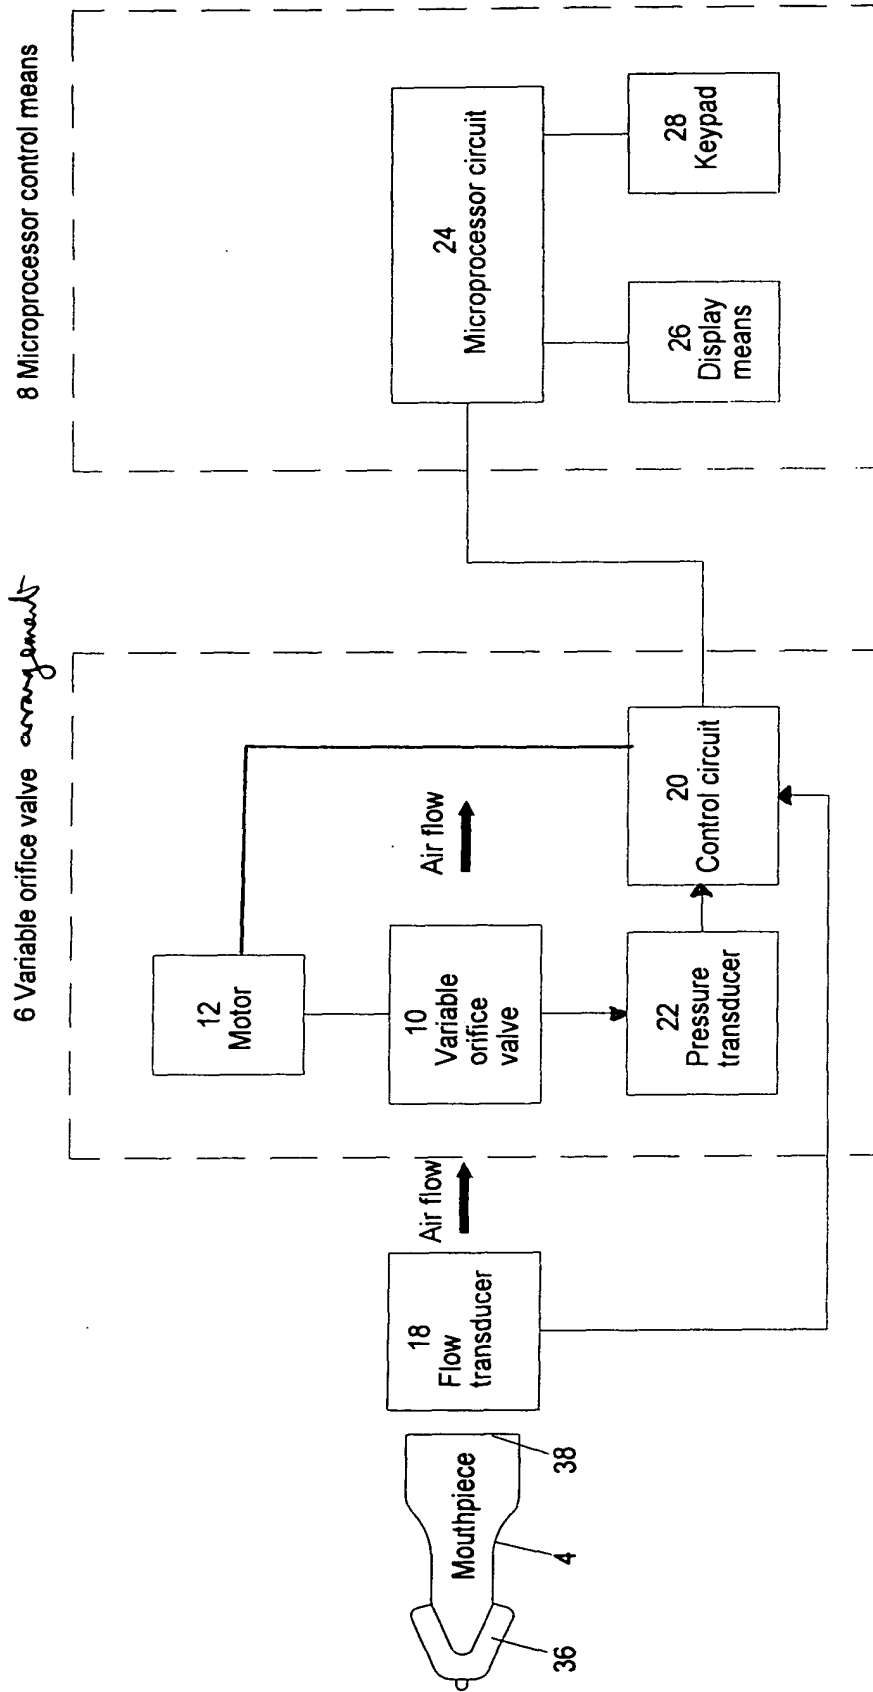 6 Variable orifice valve arrangement
8 Microprocessor control means
12
Motor
24
Microprocessor circuit
Air flow
Air flow
Mouthpiece
18
Flow
transducer
10
Variable
orifice
valve
36
4
38
22
Pressure
transducer
20
Control circuit
26
Display
means
28
Keypad